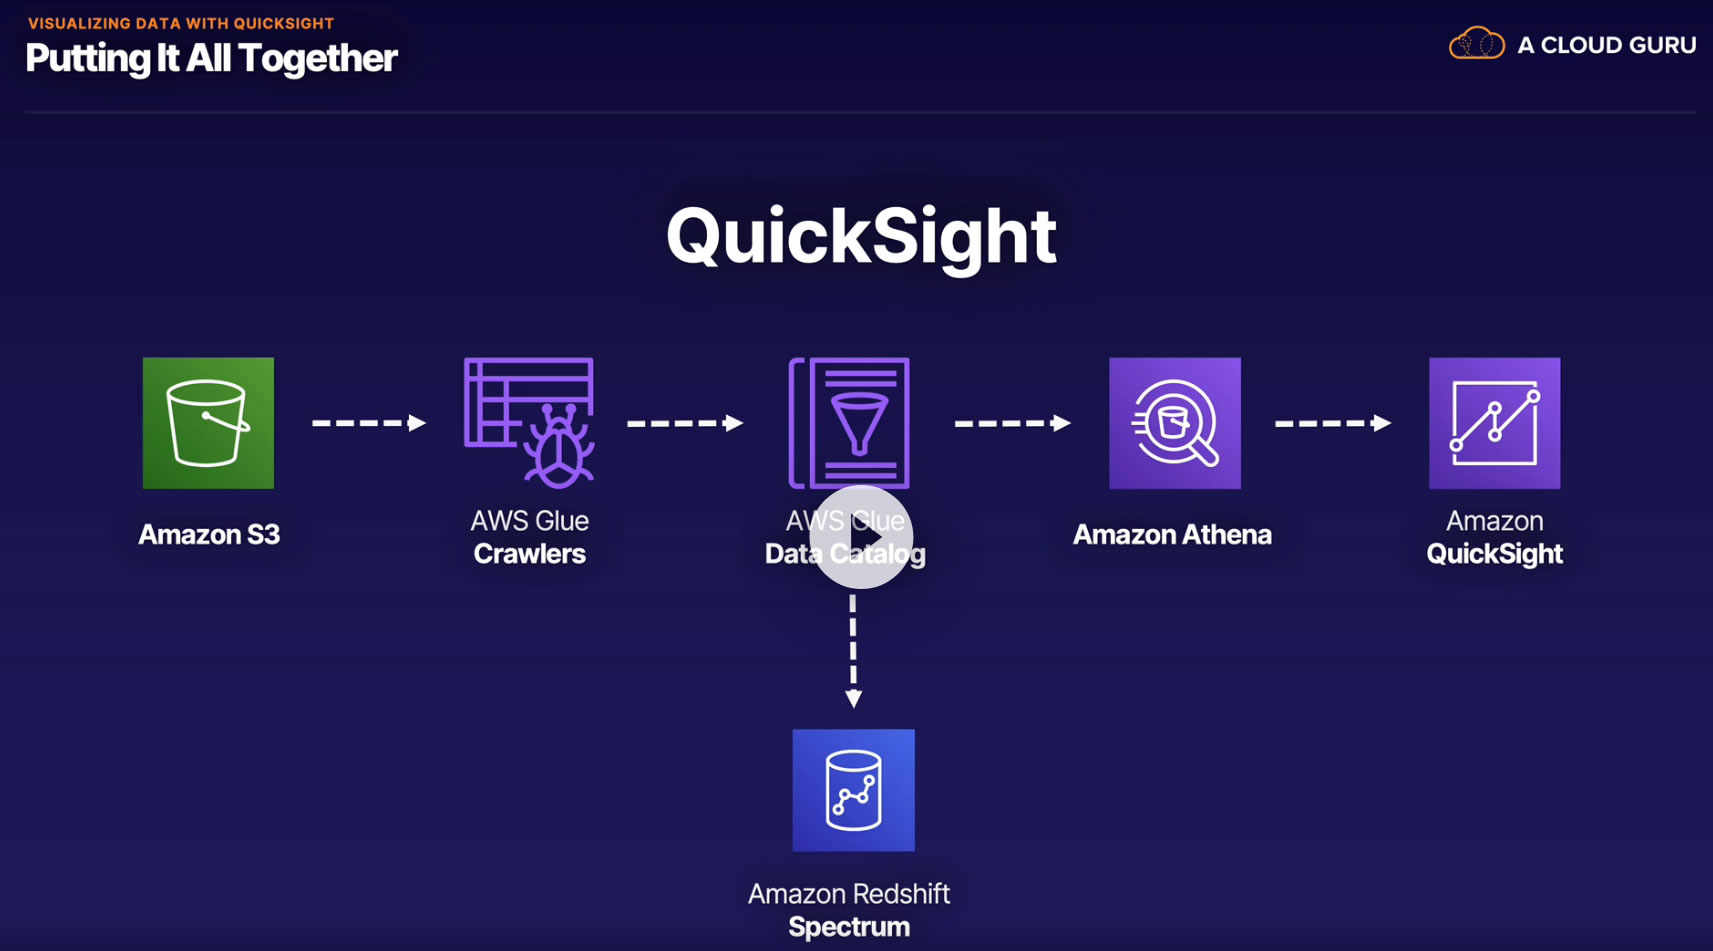 VISUALIZING DATA WITH QUICKSIGHT
Putting It All Together
A CLOUD GURU
QuickSight
Amazon S3
AWS Glue
Crawlers
AWS Glue
Data Catalog
Amazon Athena
Amazon
QuickSight
Amazon Redshift
Spectrum